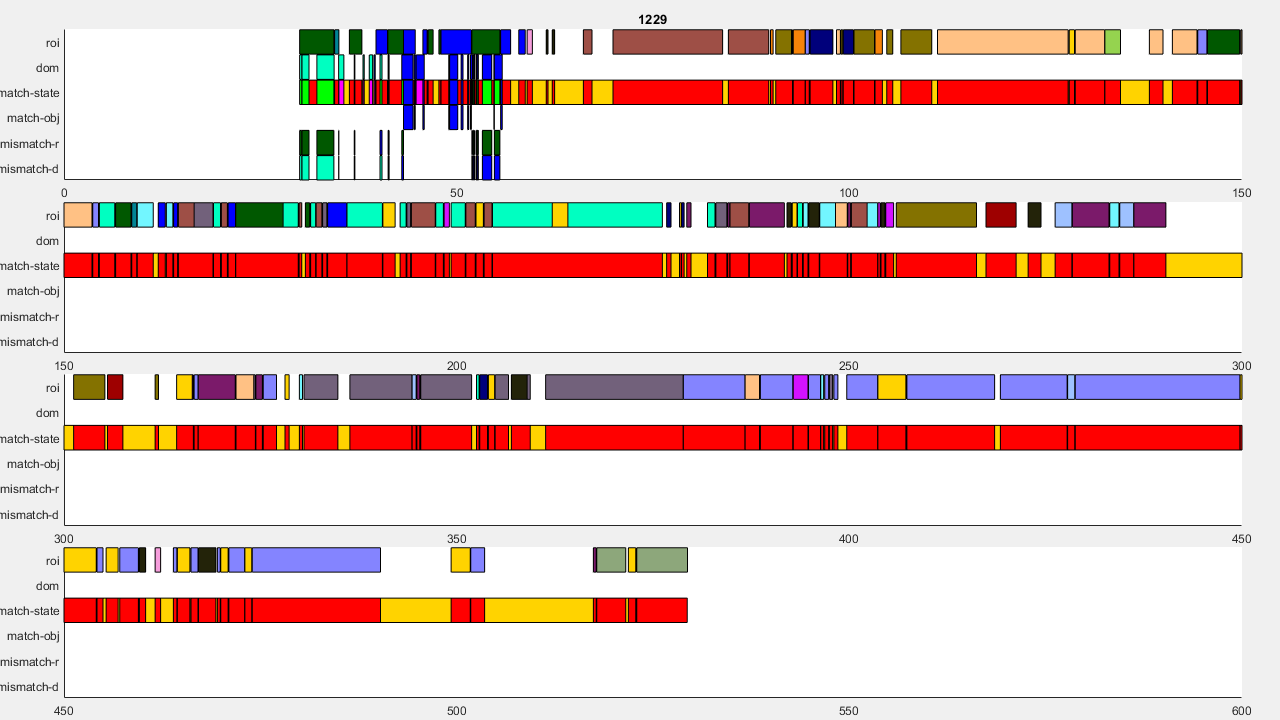 1229
roi
dom
match-state
match-obj
mismatch-r
mismatch-d
0 50 100 150
roi
dom
match-state
match-obj
mismatch-r
mismatch-d
150 200 250 300
roi
dom
match-state
match-obj
mismatch-r
mismatch-d
300 350 400 450
roi
dom
match-state
match-obj
mismatch-r
mismatch-d
450 500 550 600